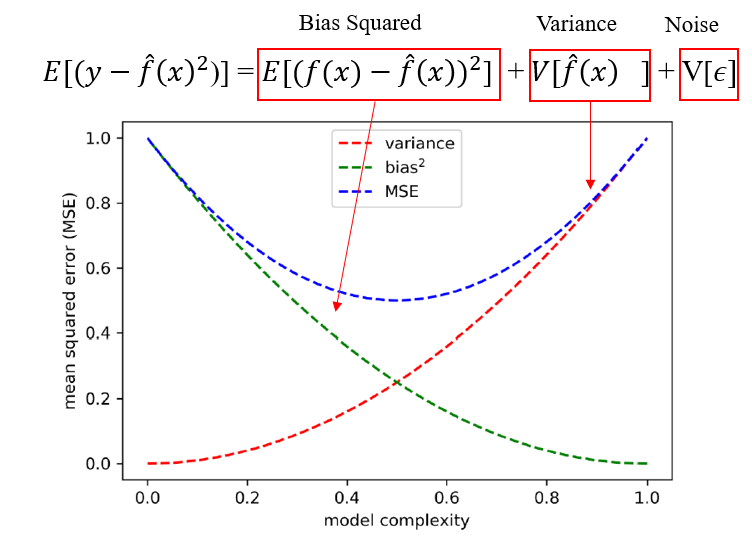 Bias Squared Variance Noise
E[(y − f̂(x)²)] = E[(f(x) − f̂(x))²] + V[f̂(x) ] + V[ϵ]
1.0
0.8
0.6
0.4
0.2
0.0
mean squared error (MSE)
variance
bias²
MSE
0.0 0.2 0.4 0.6 0.8 1.0
model complexity